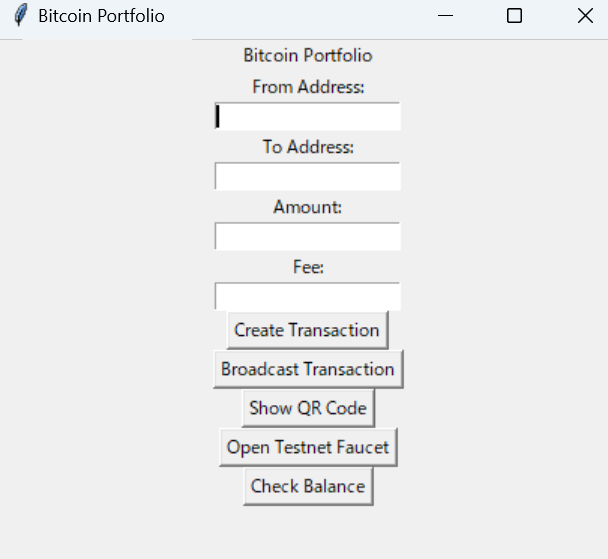 Bitcoin Portfolio
Bitcoin Portfolio
From Address:
To Address:
Amount:
Fee:
Create Transaction
Broadcast Transaction
Show QR Code
Open Testnet Faucet
Check Balance